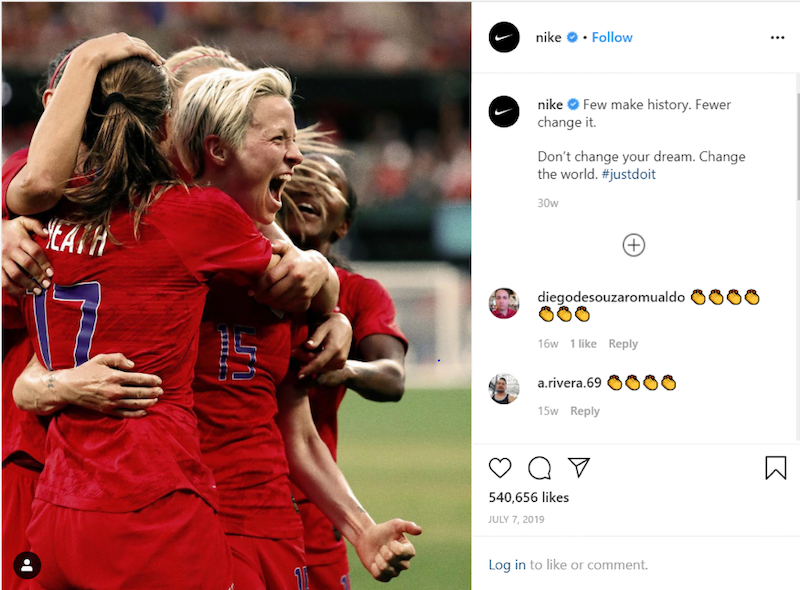 nike • Follow
nike Few make history. Fewer
change it.
Don't change your dream. Change
the world. #justdoit
30w
HEATH
17
15
diegodesouzaromualdo 👏👏👏👏
👏👏👏
16w 1 like Reply
a.rivera.69 👏👏👏👏
15w Reply
540,656 likes
JULY 7, 2019
Log in to like or comment.